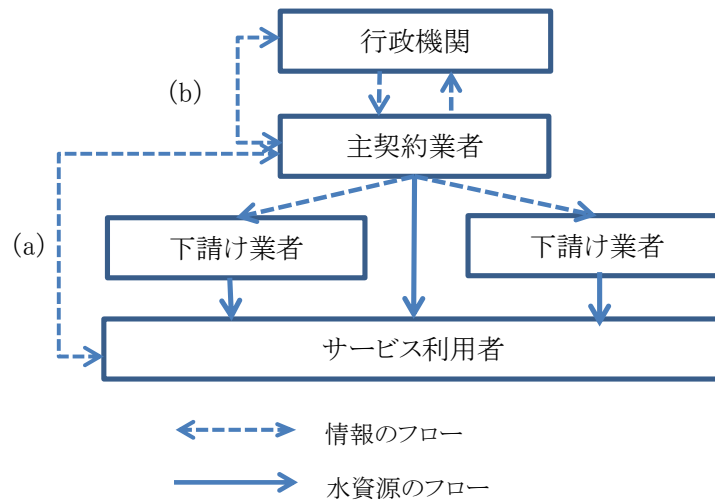 行政機関
(b)
主契約業者
(a)
下請け業者
下請け業者
サービス利用者
情報のフロー
水資源のフロー